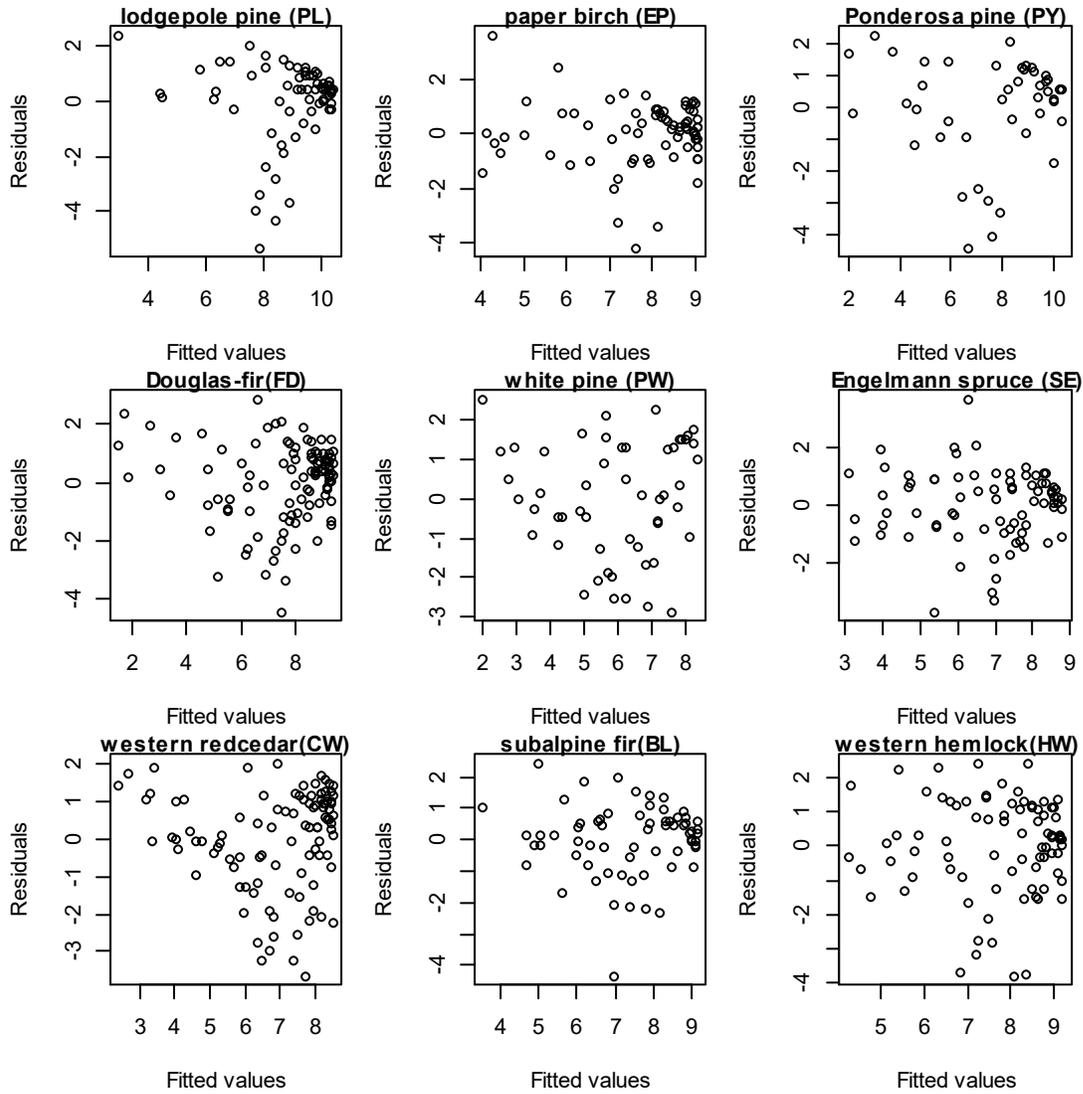 lodgepole pine (PL) paper birch (EP) Ponderosa pine (PY)
Residuals Residuals Residuals
2 2 2
0 0 1
-2 -2 0
-4 -4 -2
-4
4 6 8 10 4 5 6 7 8 9 2 4 6 8 10
Fitted values Fitted values Fitted values
Douglas-fir(FD) white pine (PW) Engelmann spruce (SE)
Residuals Residuals Residuals
2 2 2
0 1 0
-2 0 -2
-4 -1
-2
-3
2 4 6 8 2 3 4 5 6 7 8 3 4 5 6 7 8 9
Fitted values Fitted values Fitted values
western redcedar(CW) subalpine fir(BL) western hemlock(HW)
Residuals Residuals Residuals
2 2 2
1 0 0
0 -2 -2
-1 -4 -4
-2
-3
3 4 5 6 7 8 4 5 6 7 8 9 5 6 7 8 9
Fitted values Fitted values Fitted values